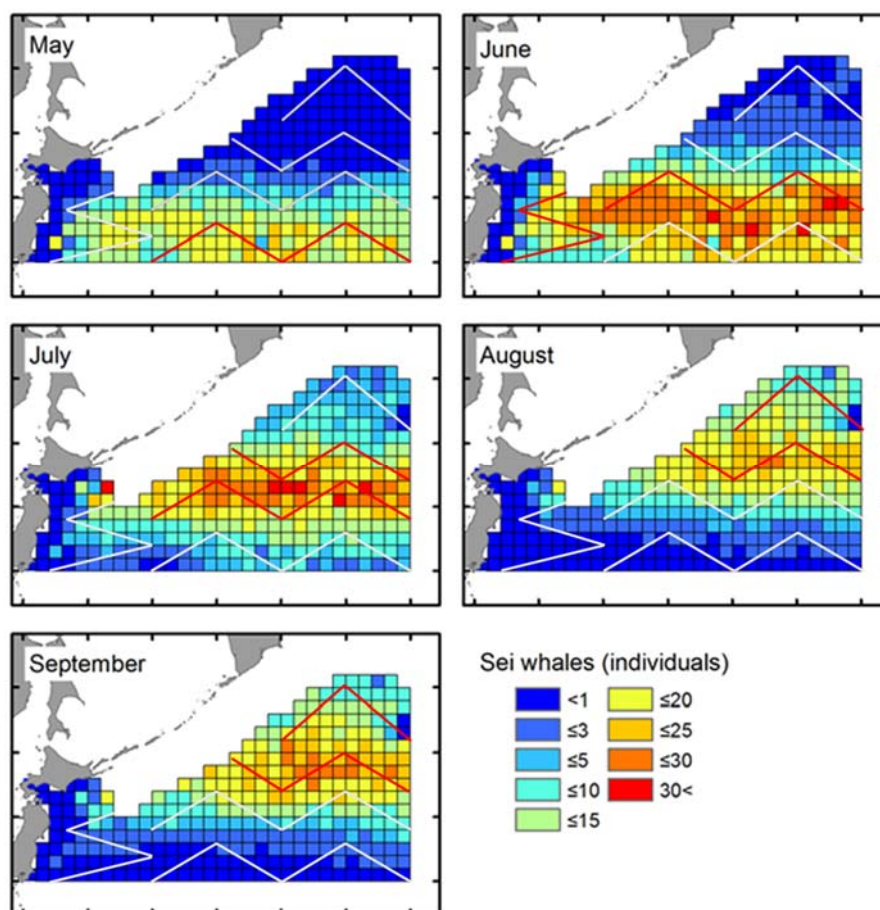 May
June
July
August
September
Sei whales (individuals)
<1
≤20
≤3
≤25
≤5
≤30
≤10
30<
≤15